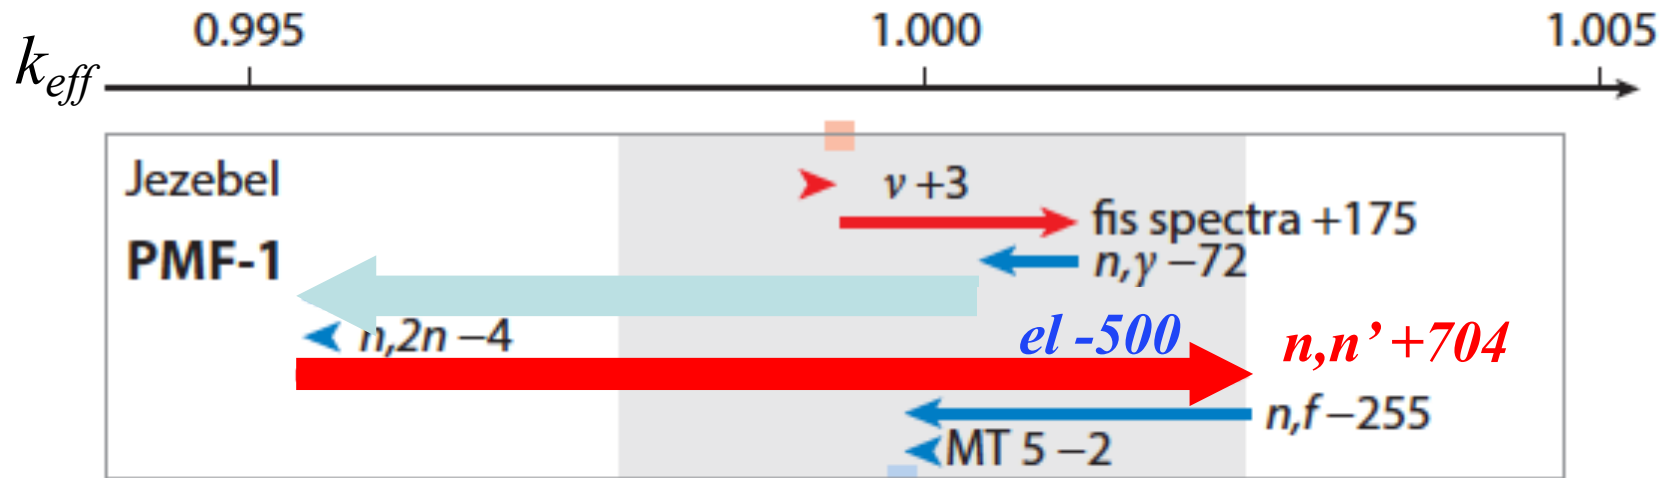 0.995 1.000 1.005
k_eff
Jezebel
ν +3
fis spectra +175
PMF-1
n,γ −72
n,2n −4
el -500
n,n’ +704
n,f −255
MT 5 −2